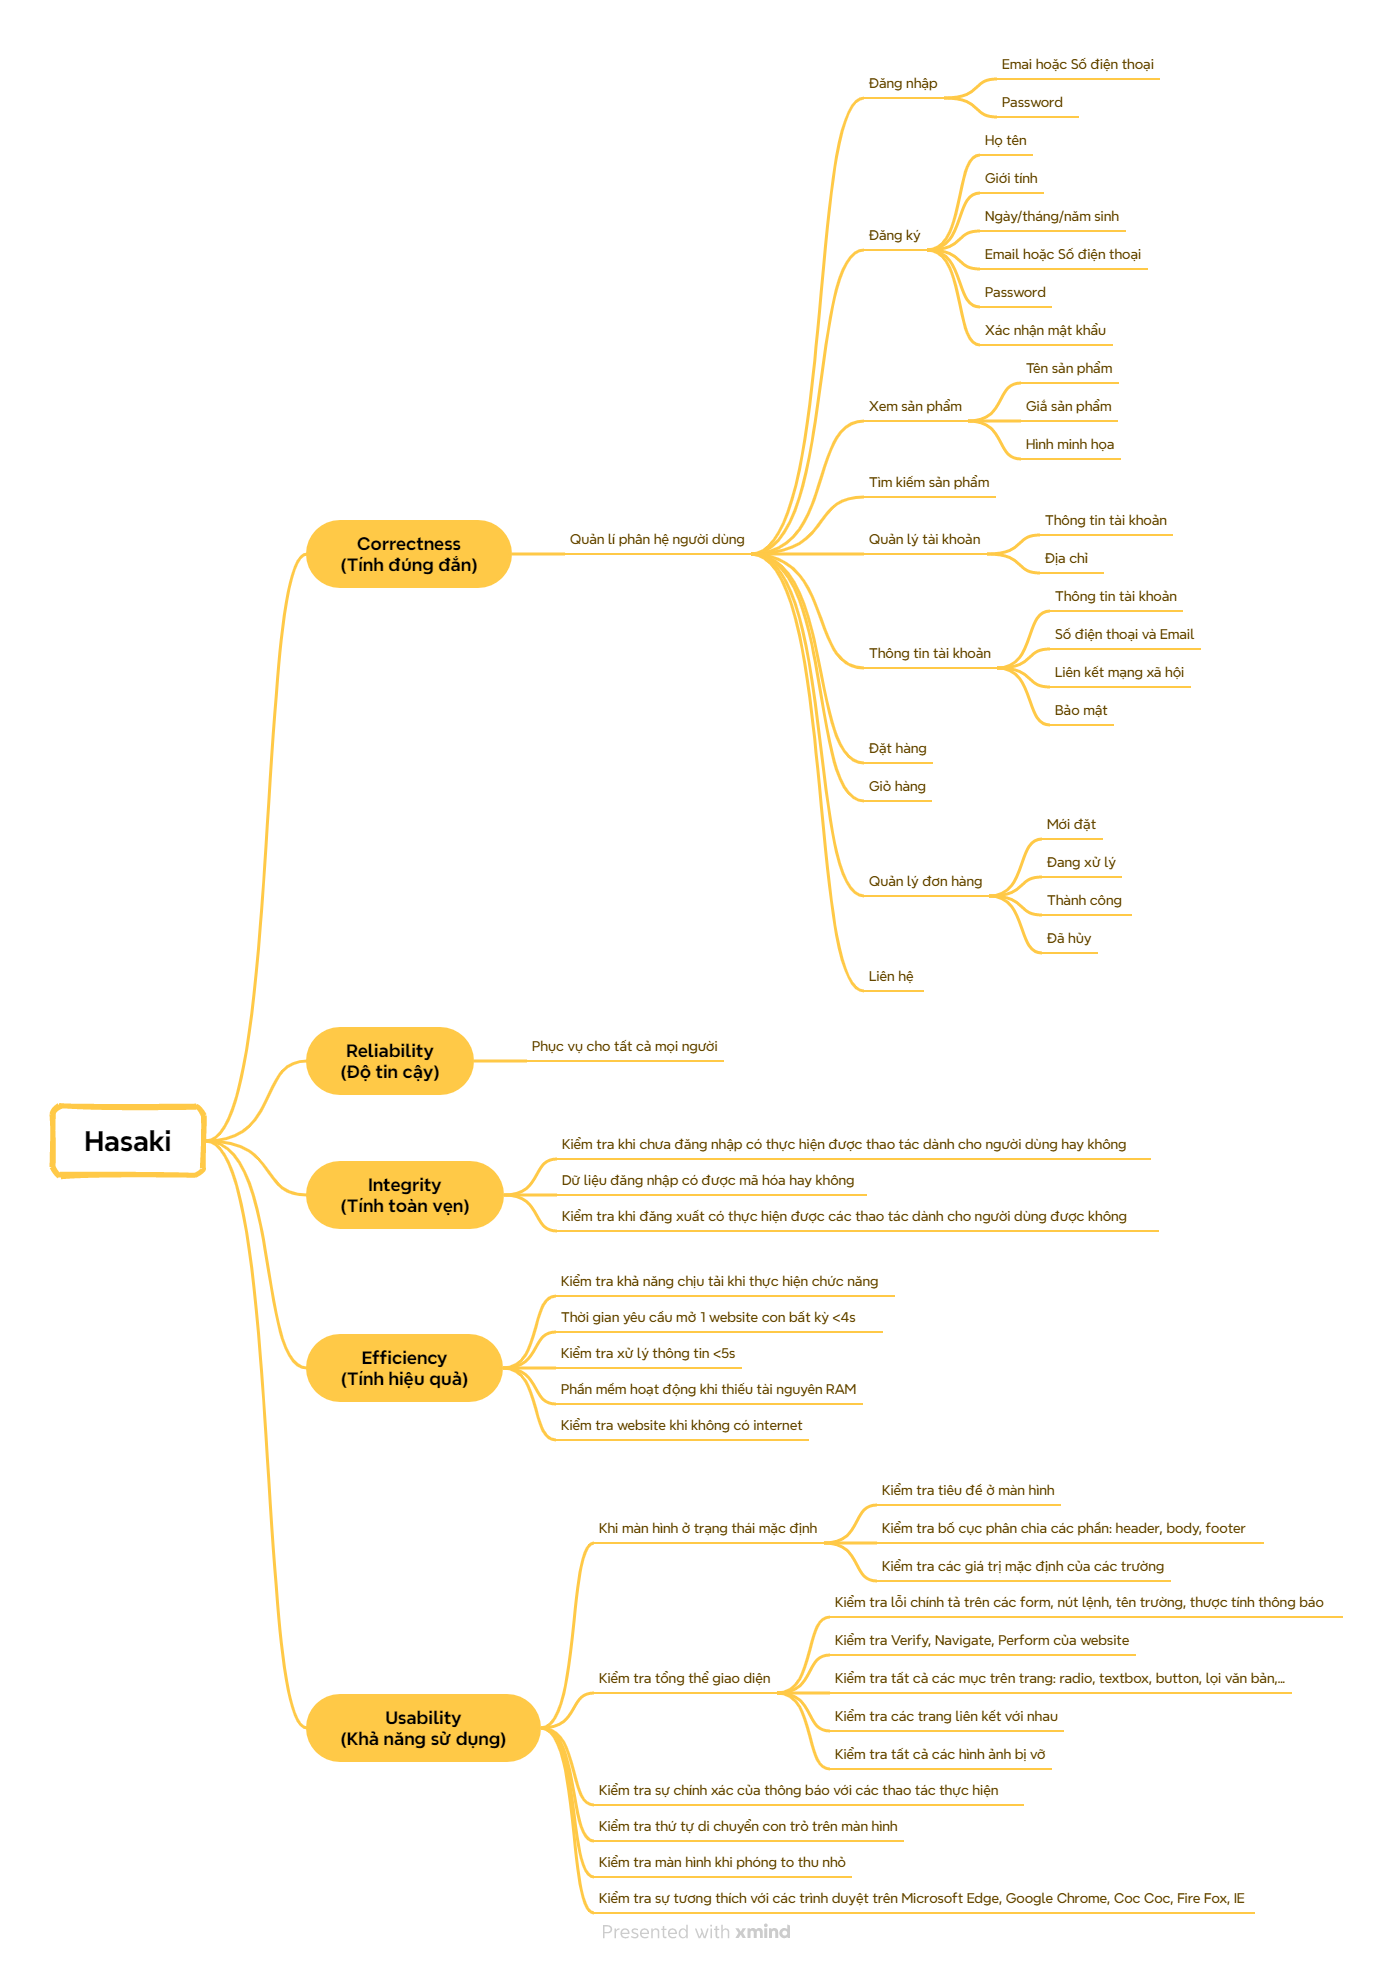 Hasaki
Correctness
(Tính đúng đắn)
Quản lí phân hệ người dùng
Đăng nhập
Emai hoặc Số điện thoại
Password
Đăng ký
Họ tên
Giới tính
Ngày/tháng/năm sinh
Email hoặc Số điện thoại
Password
Xác nhận mật khẩu
Xem sản phẩm
Tên sản phẩm
Giả sản phẩm
Hình minh họa
Tìm kiếm sản phẩm
Quản lý tài khoản
Thông tin tài khoản
Địa chỉ
Thông tin tài khoản
Thông tin tài khoản
Số điện thoại và Email
Liên kết mạng xã hội
Bảo mật
Đặt hàng
Giỏ hàng
Quản lý đơn hàng
Mới đặt
Đang xử lý
Thành công
Đã hủy
Liên hệ
Reliability
(Độ tin cậy)
Phục vụ cho tất cả mọi người
Integrity
(Tính toàn vẹn)
Kiểm tra khi chưa đăng nhập có thực hiện được thao tác dành cho người dùng hay không
Dữ liệu đăng nhập có được mã hóa hay không
Kiểm tra khi đăng xuất có thực hiện được các thao tác dành cho người dùng được không
Efficiency
(Tính hiệu quả)
Kiểm tra khả năng chịu tải khi thực hiện chức năng
Thời gian yêu cầu mở 1 website con bất kỳ <4s
Kiểm tra xử lý thông tin <5s
Phần mềm hoạt động khi thiếu tài nguyên RAM
Kiểm tra website khi không có internet
Usability
(Khả năng sử dụng)
Khi màn hình ở trạng thái mặc định
Kiểm tra tiêu đề ở màn hình
Kiểm tra bố cục phân chia các phần: header, body, footer
Kiểm tra các giá trị mặc định của các trường
Kiểm tra tổng thể giao diện
Kiểm tra lỗi chính tả trên các form, nút lệnh, tên trường, thược tính thông báo
Kiểm tra Verify, Navigate, Perform của website
Kiểm tra tất cả các mục trên trang: radio, textbox, button, lọi văn bản,...
Kiểm tra các trang liên kết với nhau
Kiểm tra tất cả các hình ảnh bị vỡ
Kiểm tra sự chính xác của thông báo với các thao tác thực hiện
Kiểm tra thứ tự di chuyển con trỏ trên màn hình
Kiểm tra màn hình khi phóng to thu nhỏ
Kiểm tra sự tương thích với các trình duyệt trên Microsoft Edge, Google Chrome, Coc Coc, Fire Fox, IE
Presented with xmind